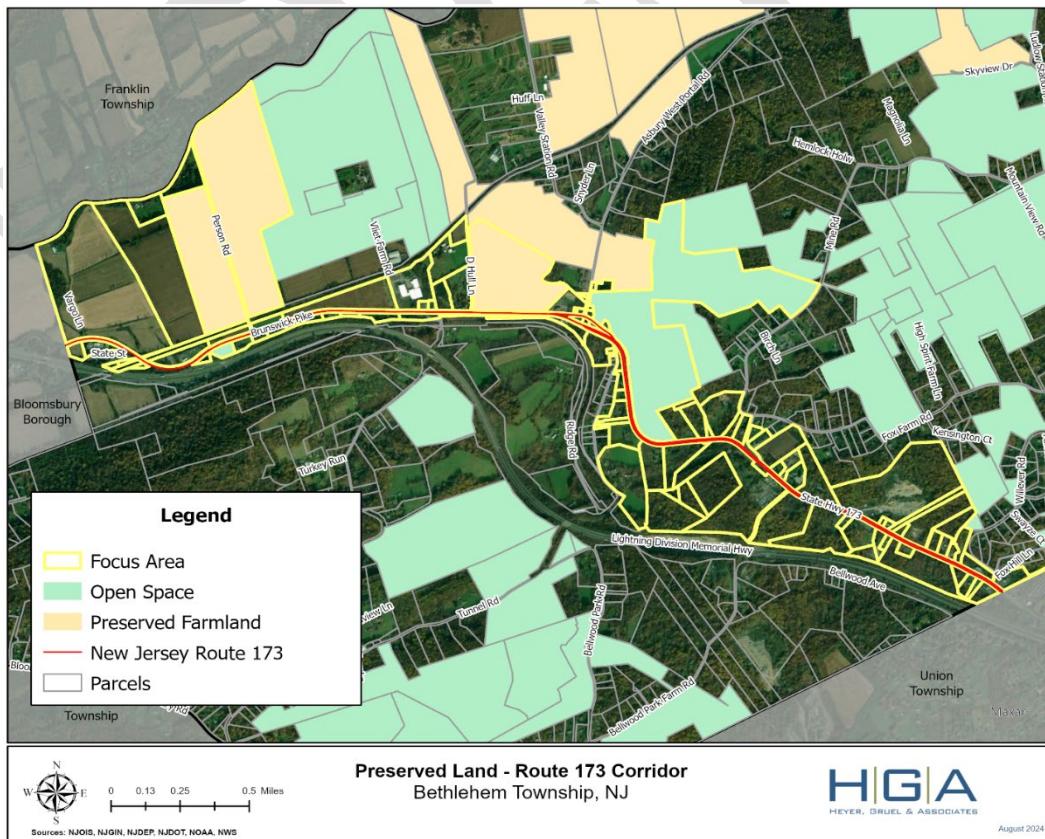 Franklin
Township
Huff Ln
Valley Station Rd
Asbury West Portal Rd
Skyview Dr
Magnolia Ln
Hemlock Holw
Snyder Ln
Mountain View Rd
Mine Rd
Person Rd
Vliet Farm Rd
D Hull Ln
Vargo Ln
Brunswick Pike
State St
Birch Ln
High Spirit Farm Ln
Bloomsbury
Borough
Ridge Rd
Fox Farm Rd
Kensington Ct
Turkey Run
Willever Rd
State Hwy 173
Swayze Ct
Lightning Division Memorial Hwy
Fox Hill Ln
Bellwood Ave
Tunnel Rd
Bellwood Park Rd
Bellwood Park Farm Rd
Union
Township
Maxar
Township
Legend
Focus Area
Open Space
Preserved Farmland
New Jersey Route 173
Parcels
N
W E
S
0 0.13 0.25 0.5 Miles
Sources: NJOIS, NJGIN, NJDEP, NJDOT, NOAA, NWS
Preserved Land - Route 173 Corridor
Bethlehem Township, NJ
H|G|A
HEYER, GRUEL & ASSOCIATES
August 2024